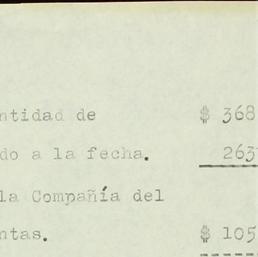 ntidad de $ 368
do a la fecha. 263
la Compañía del
ntas. $ 105